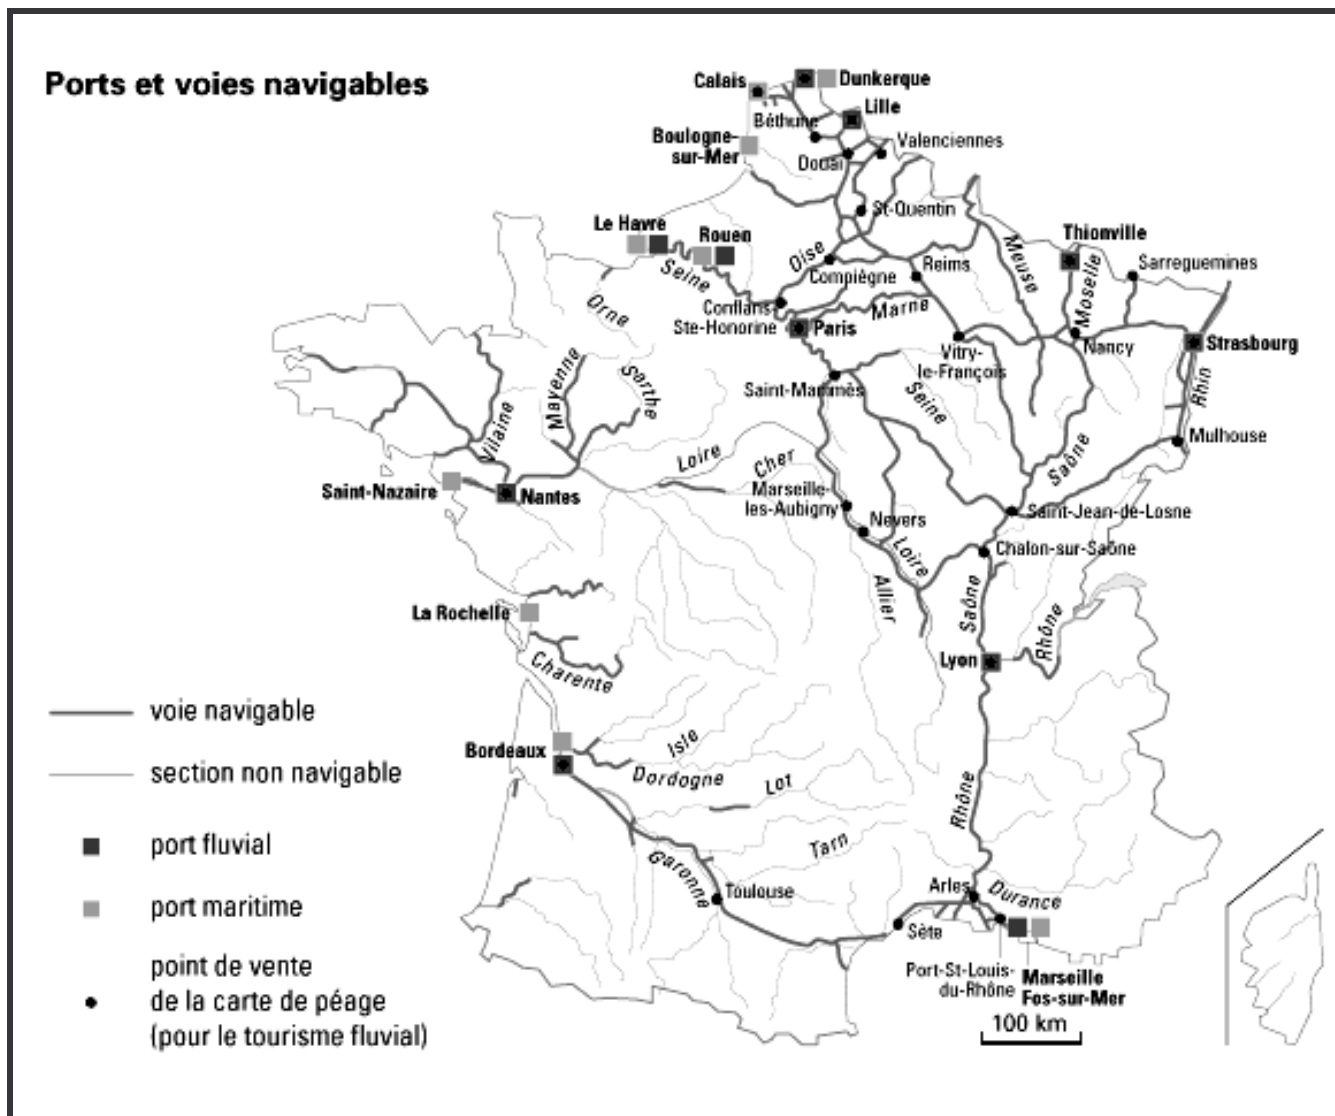 Ports et voies navigables
Calais
Dunkerque
Lille
Béthune
Boulogne-
sur-Mer
Valenciennes
Douai
St-Quentin
Le Havre
Rouen
Seine
Oise
Compiègne
Reims
Meuse
Thionville
Moselle
Sarreguemines
Orne
Conflans
Ste-Honorine
Paris
Marne
Vitry-
le-François
Nancy
Strasbourg
Rhin
Mayenne
Sarthe
Saint-Mammès
Seine
Vilaine
Mulhouse
Saône
Loire
Cher
Saint-Nazaire
Nantes
Marseille-
les-Aubigny
Nevers
Saint-Jean-de-Losne
Loire
Chalon-sur-Saône
Allier
Saône
La Rochelle
Rhône
Lyon
Charente
voie navigable
section non navigable
Bordeaux
Isle
Dordogne
Lot
Rhône
port fluvial
Tarn
Garonne
Toulouse
Arles
Durance
port maritime
Sète
Port-St-Louis-
du-Rhône
Marseille
Fos-sur-Mer
point de vente
de la carte de péage
(pour le tourisme fluvial)
100 km